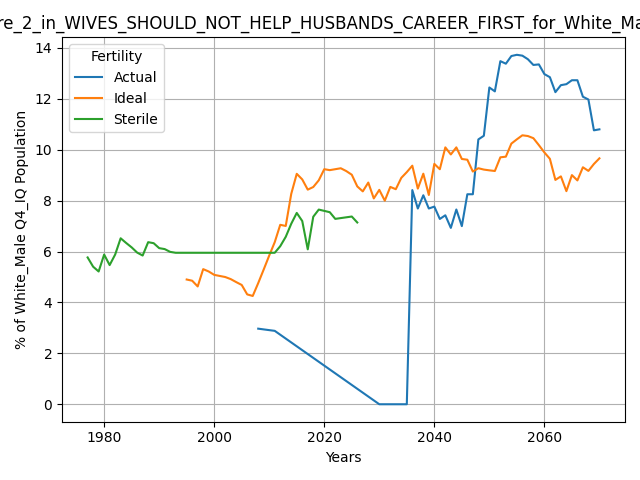 re_2_in_WIVES_SHOULD_NOT_HELP_HUSBANDS_CAREER_FIRST_for_White_Ma
Fertility
Actual
Ideal
Sterile
% of White_Male Q4_IQ Population
14
12
10
8
6
4
2
0
1980 2000 2020 2040 2060
Years